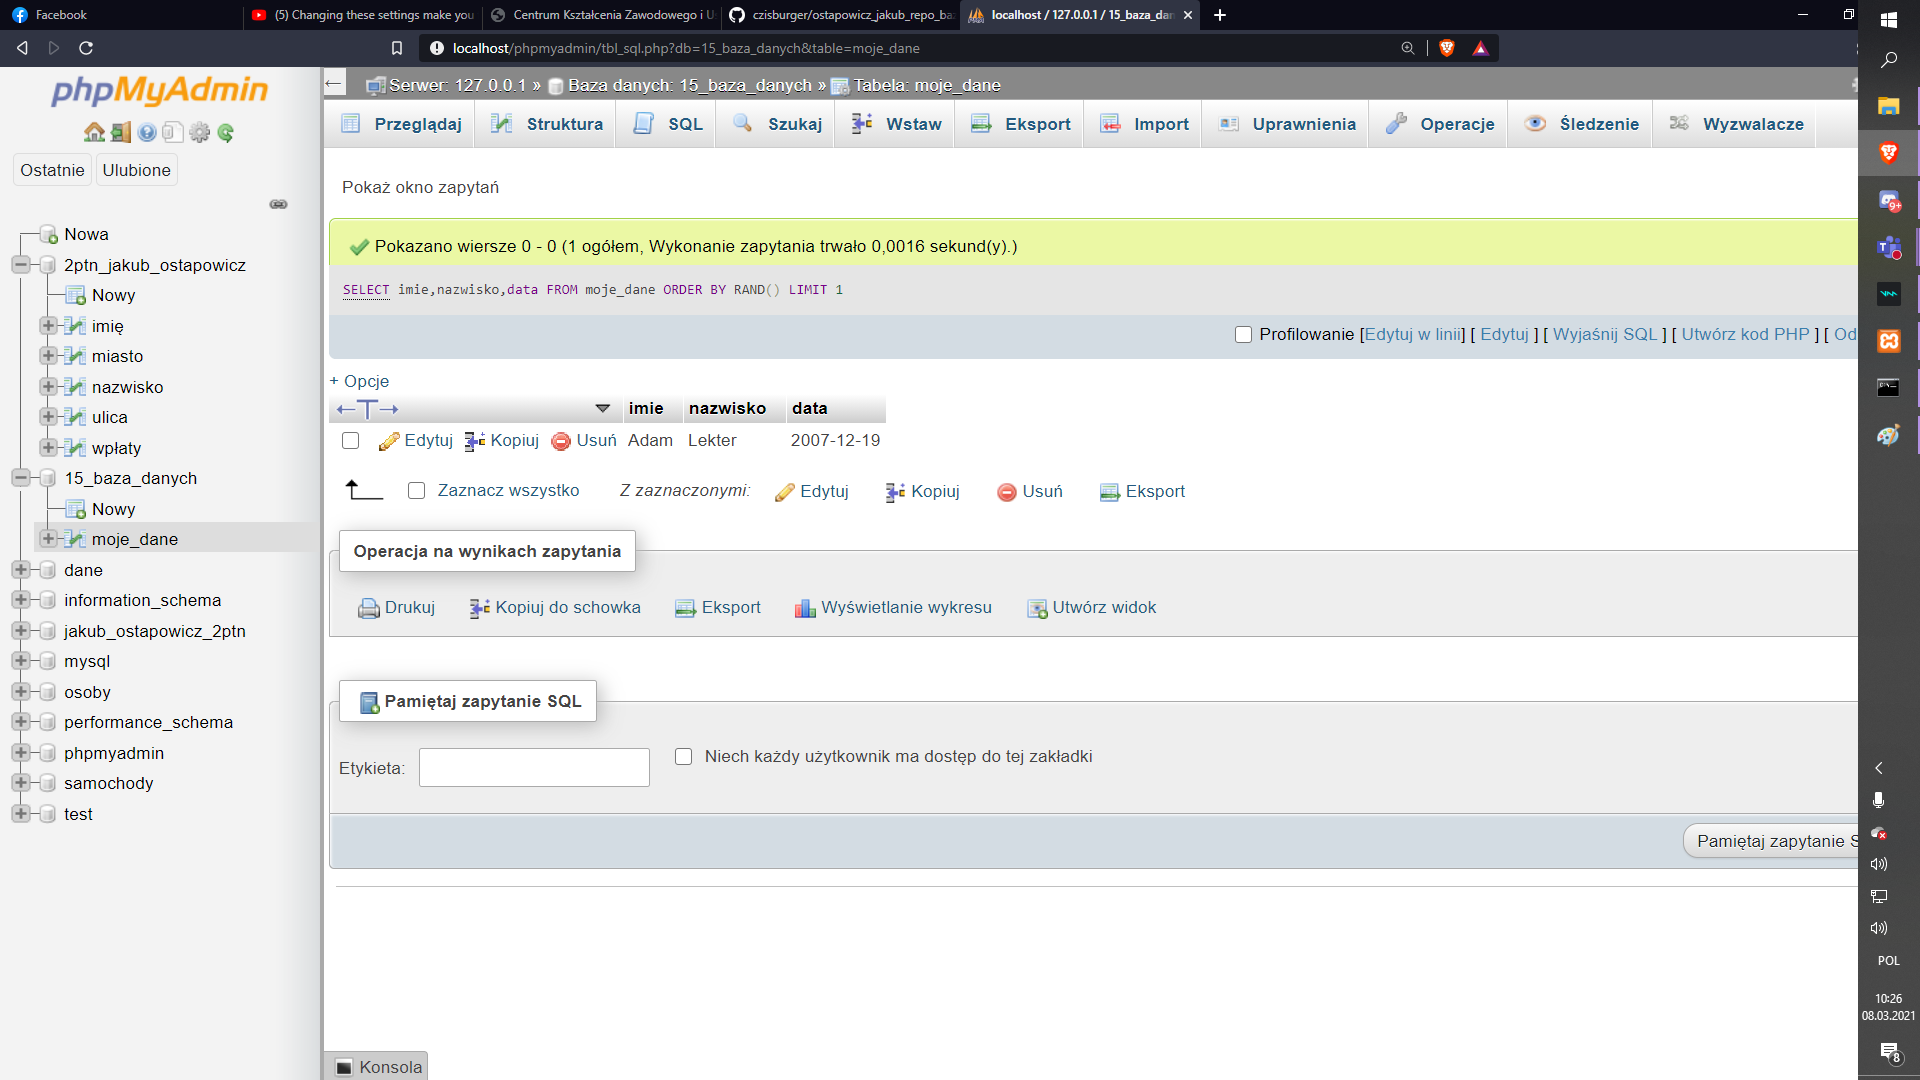 Facebook
(5) Changing these settings make you
Centrum Kształcenia Zawodowego i U
czisburger/ostapowicz_jakub_repo_ba
localhost / 127.0.0.1 / 15_baza_dan
localhost/phpmyadmin/tbl_sql.php?db=15_baza_danych&table=moje_dane
phpMyAdmin
Ostatnie
Ulubione
Nowa
2ptn_jakub_ostapowicz
Nowy
imię
miasto
nazwisko
ulica
wpłaty
15_baza_danych
Nowy
moje_dane
dane
information_schema
jakub_ostapowicz_2ptn
mysql
osoby
performance_schema
phpmyadmin
samochody
test
Serwer: 127.0.0.1 » Baza danych: 15_baza_danych » Tabela: moje_dane
Przeglądaj
Struktura
SQL
Szukaj
Wstaw
Eksport
Import
Uprawnienia
Operacje
Śledzenie
Wyzwalacze
Pokaż okno zapytań
Pokazano wiersze 0 - 0 (1 ogółem, Wykonanie zapytania trwało 0,0016 sekund(y).)
SELECT imie,nazwisko,data FROM moje_dane ORDER BY RAND() LIMIT 1
Profilowanie [Edytuj w linii] [ Edytuj ] [ Wyjaśnij SQL ] [ Utwórz kod PHP ] [ Od
+ Opcje
←T→ imie nazwisko data
Edytuj Kopiuj Usuń Adam Lekter 2007-12-19
Zaznacz wszystko Z zaznaczonymi: Edytuj Kopiuj Usuń Eksport
Operacja na wynikach zapytania
Drukuj Kopiuj do schowka Eksport Wyświetlanie wykresu Utwórz widok
Pamiętaj zapytanie SQL
Etykieta: Niech każdy użytkownik ma dostęp do tej zakładki
Pamiętaj zapytanie S
Konsola
9+
POL
10:26
08.03.2021
8